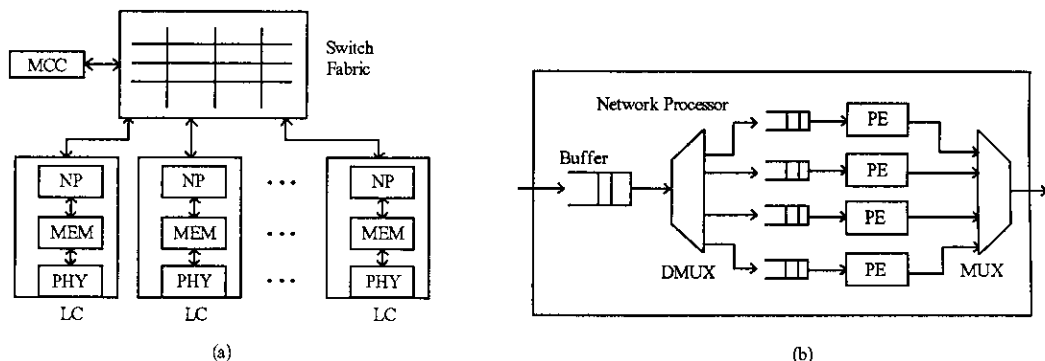 Switch
Fabric
MCC
NP
NP
NP
MEM
MEM
MEM
PHY
PHY
PHY
LC
LC
LC
(a)
Network Processor
Buffer
PE
PE
PE
PE
DMUX
MUX
(b)